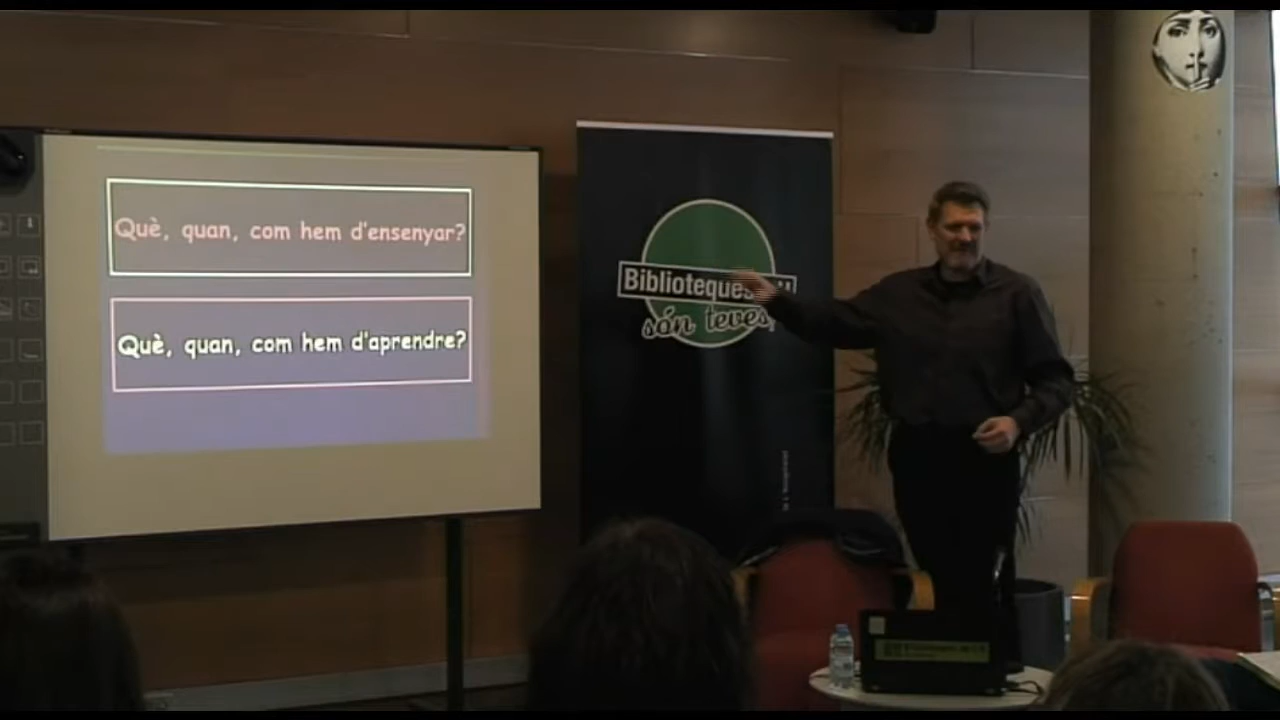 Què, quan, com hem d'ensenyar?
Què, quan, com hem d'aprendre?
Biblioteques
són teves